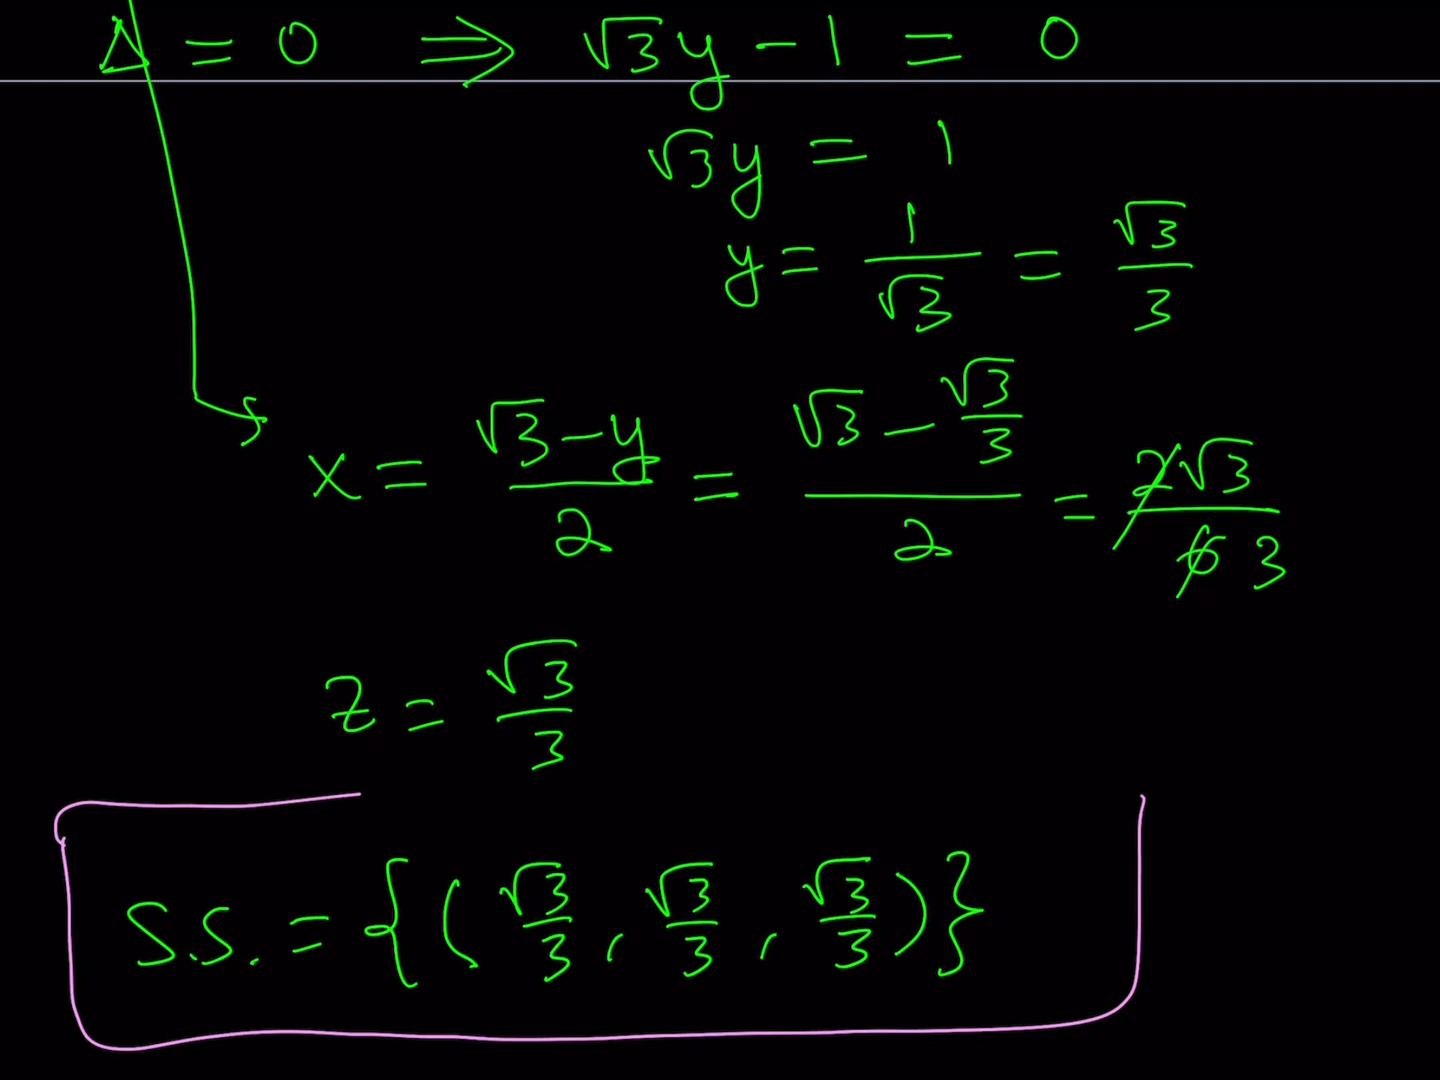 Δ = 0 ⇒ √3y − 1 = 0
√3y = 1
y = 1/√3 = √3/3
x = (√3 − y)/2 = (√3 − √3/3)/2 = 2√3/6 3
z = √3/3
S.S. = {(√3/3, √3/3, √3/3)}